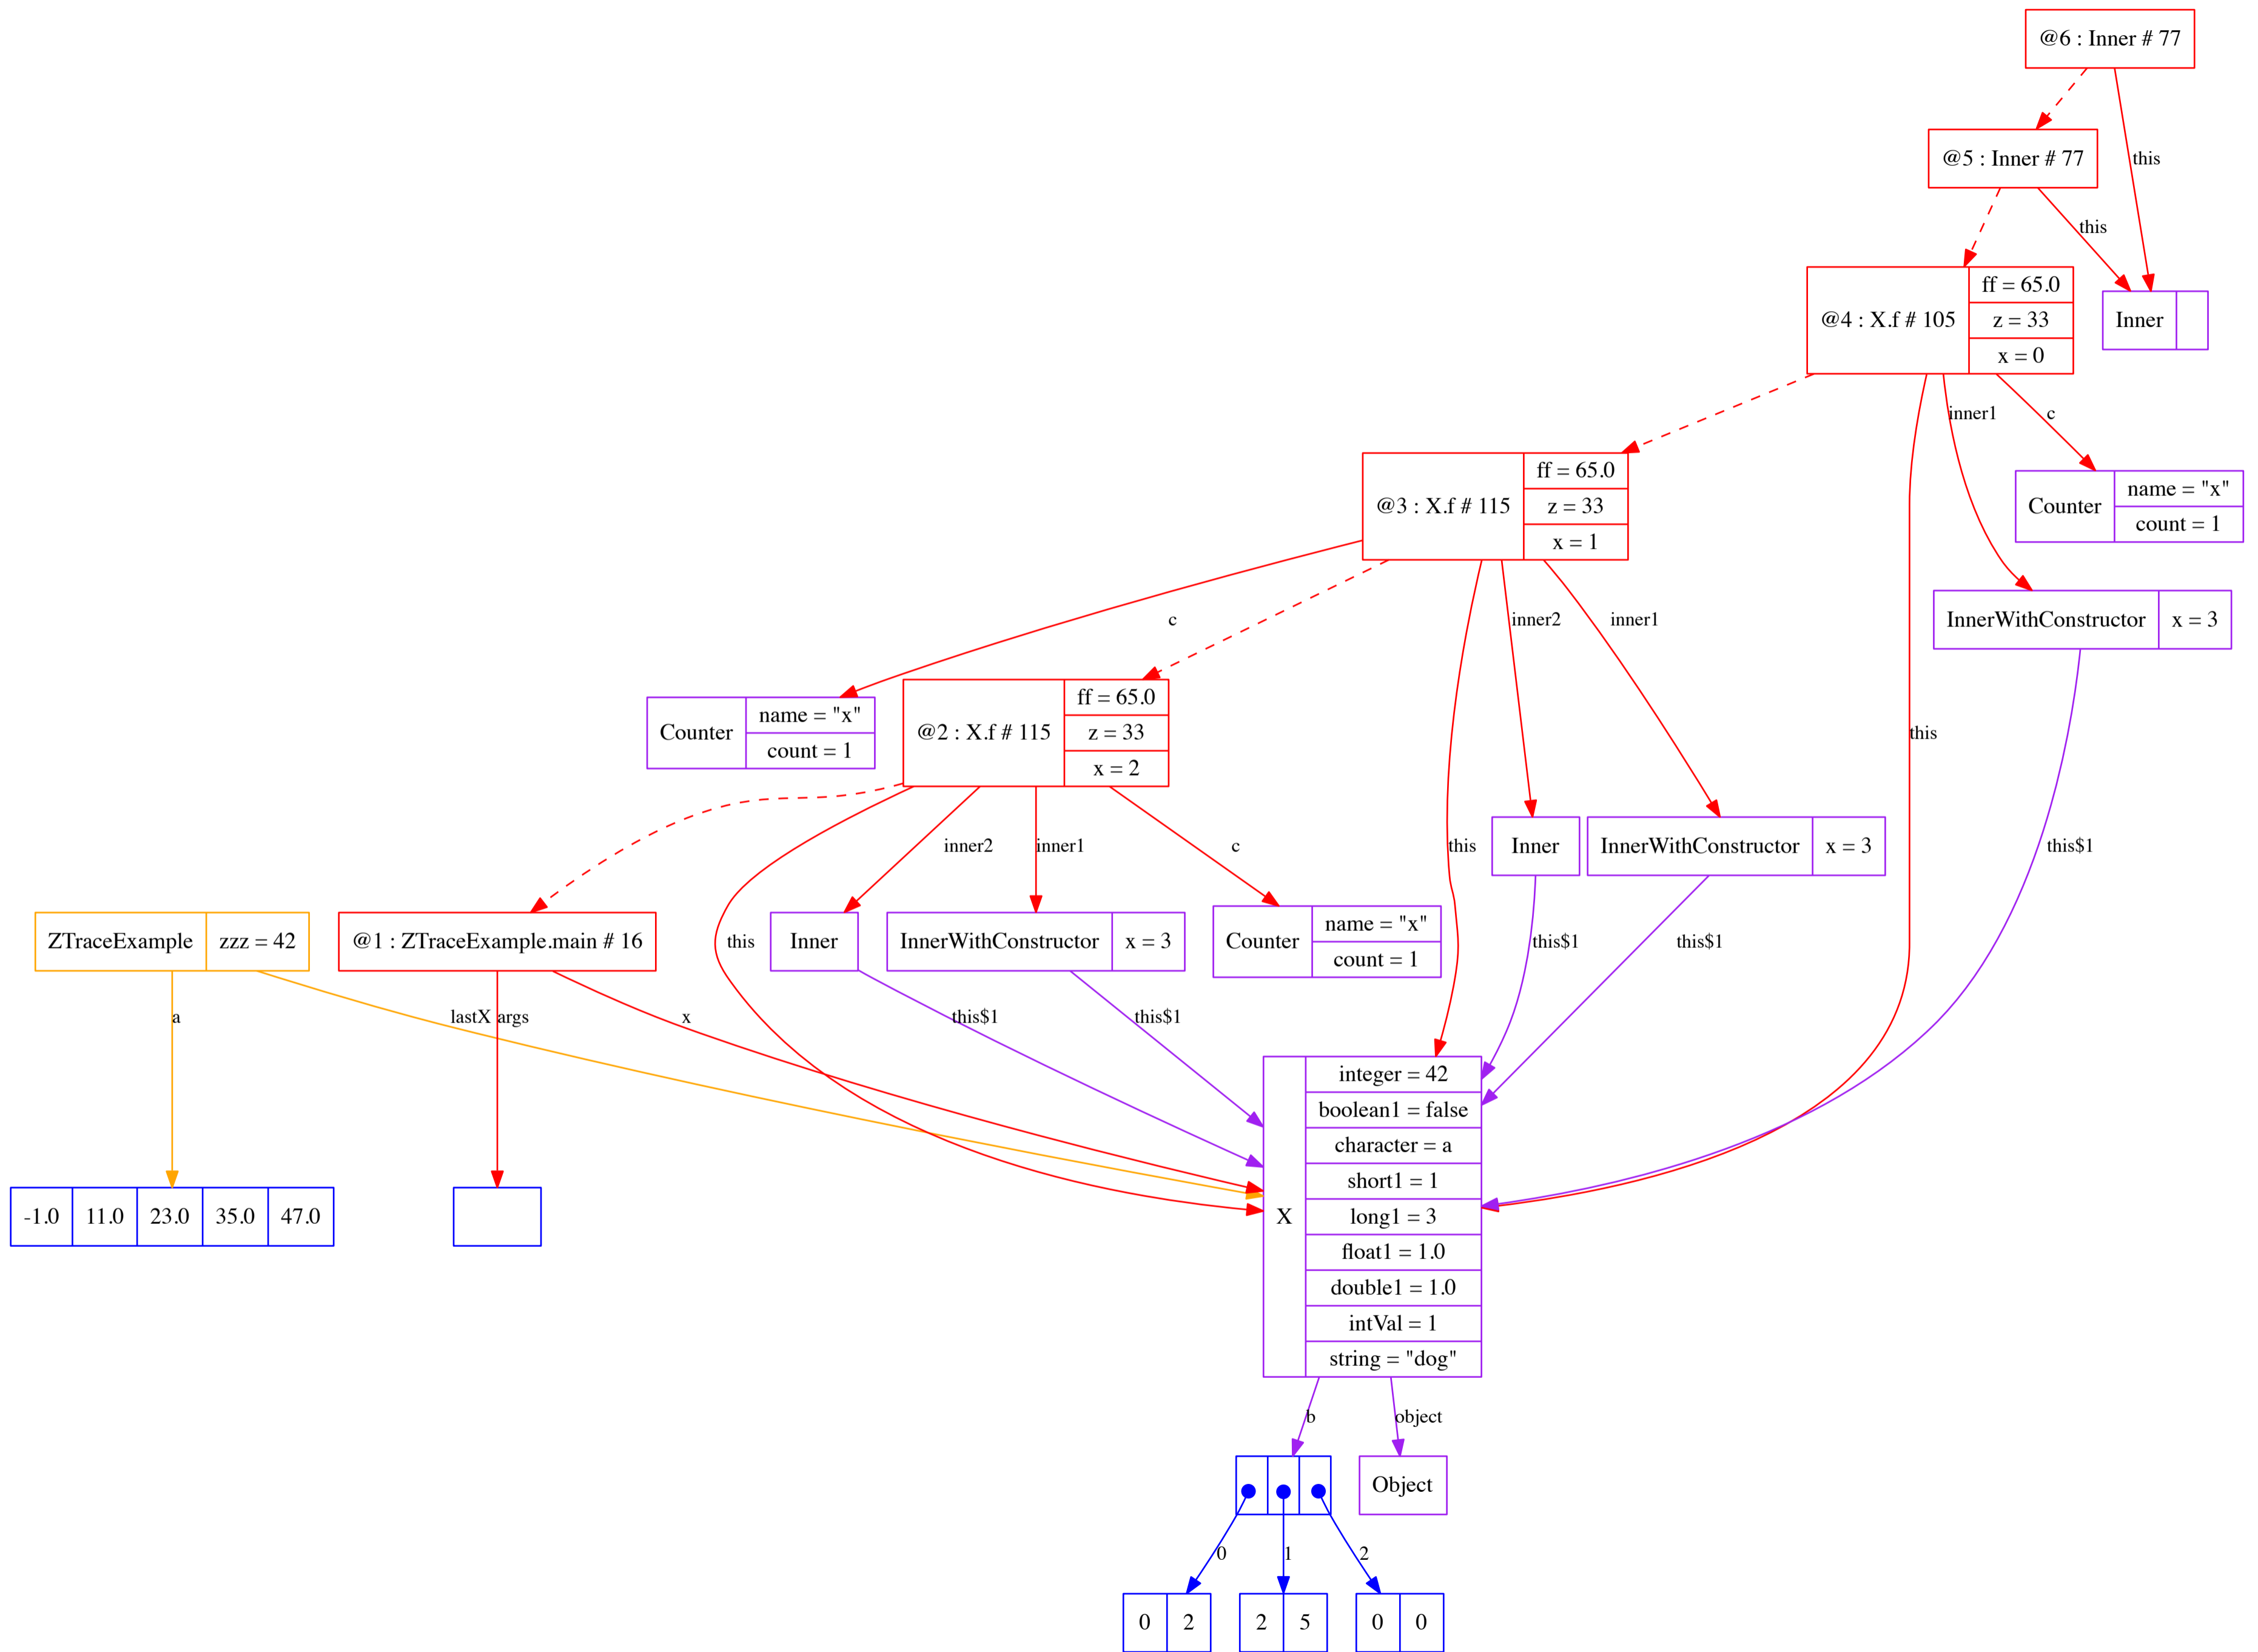 @6 : Inner # 77
@5 : Inner # 77
this
this
@4 : X.f # 105
ff = 65.0
z = 33
x = 0
Inner
inner1
c
@3 : X.f # 115
ff = 65.0
z = 33
x = 1
Counter
name = "x"
count = 1
c
inner2
inner1
InnerWithConstructor
x = 3
Counter
name = "x"
count = 1
@2 : X.f # 115
ff = 65.0
z = 33
x = 2
this
inner2
inner1
c
this
Inner
InnerWithConstructor
x = 3
this$1
ZTraceExample
zzz = 42
@1 : ZTraceExample.main # 16
this
Inner
InnerWithConstructor
x = 3
Counter
name = "x"
count = 1
this$1
this$1
a
lastX
args
x
this$1
this$1
-1.0
11.0
23.0
35.0
47.0
X
integer = 42
boolean1 = false
character = a
short1 = 1
long1 = 3
float1 = 1.0
double1 = 1.0
intVal = 1
string = "dog"
b
object
Object
0
1
2
0
2
2
5
0
0